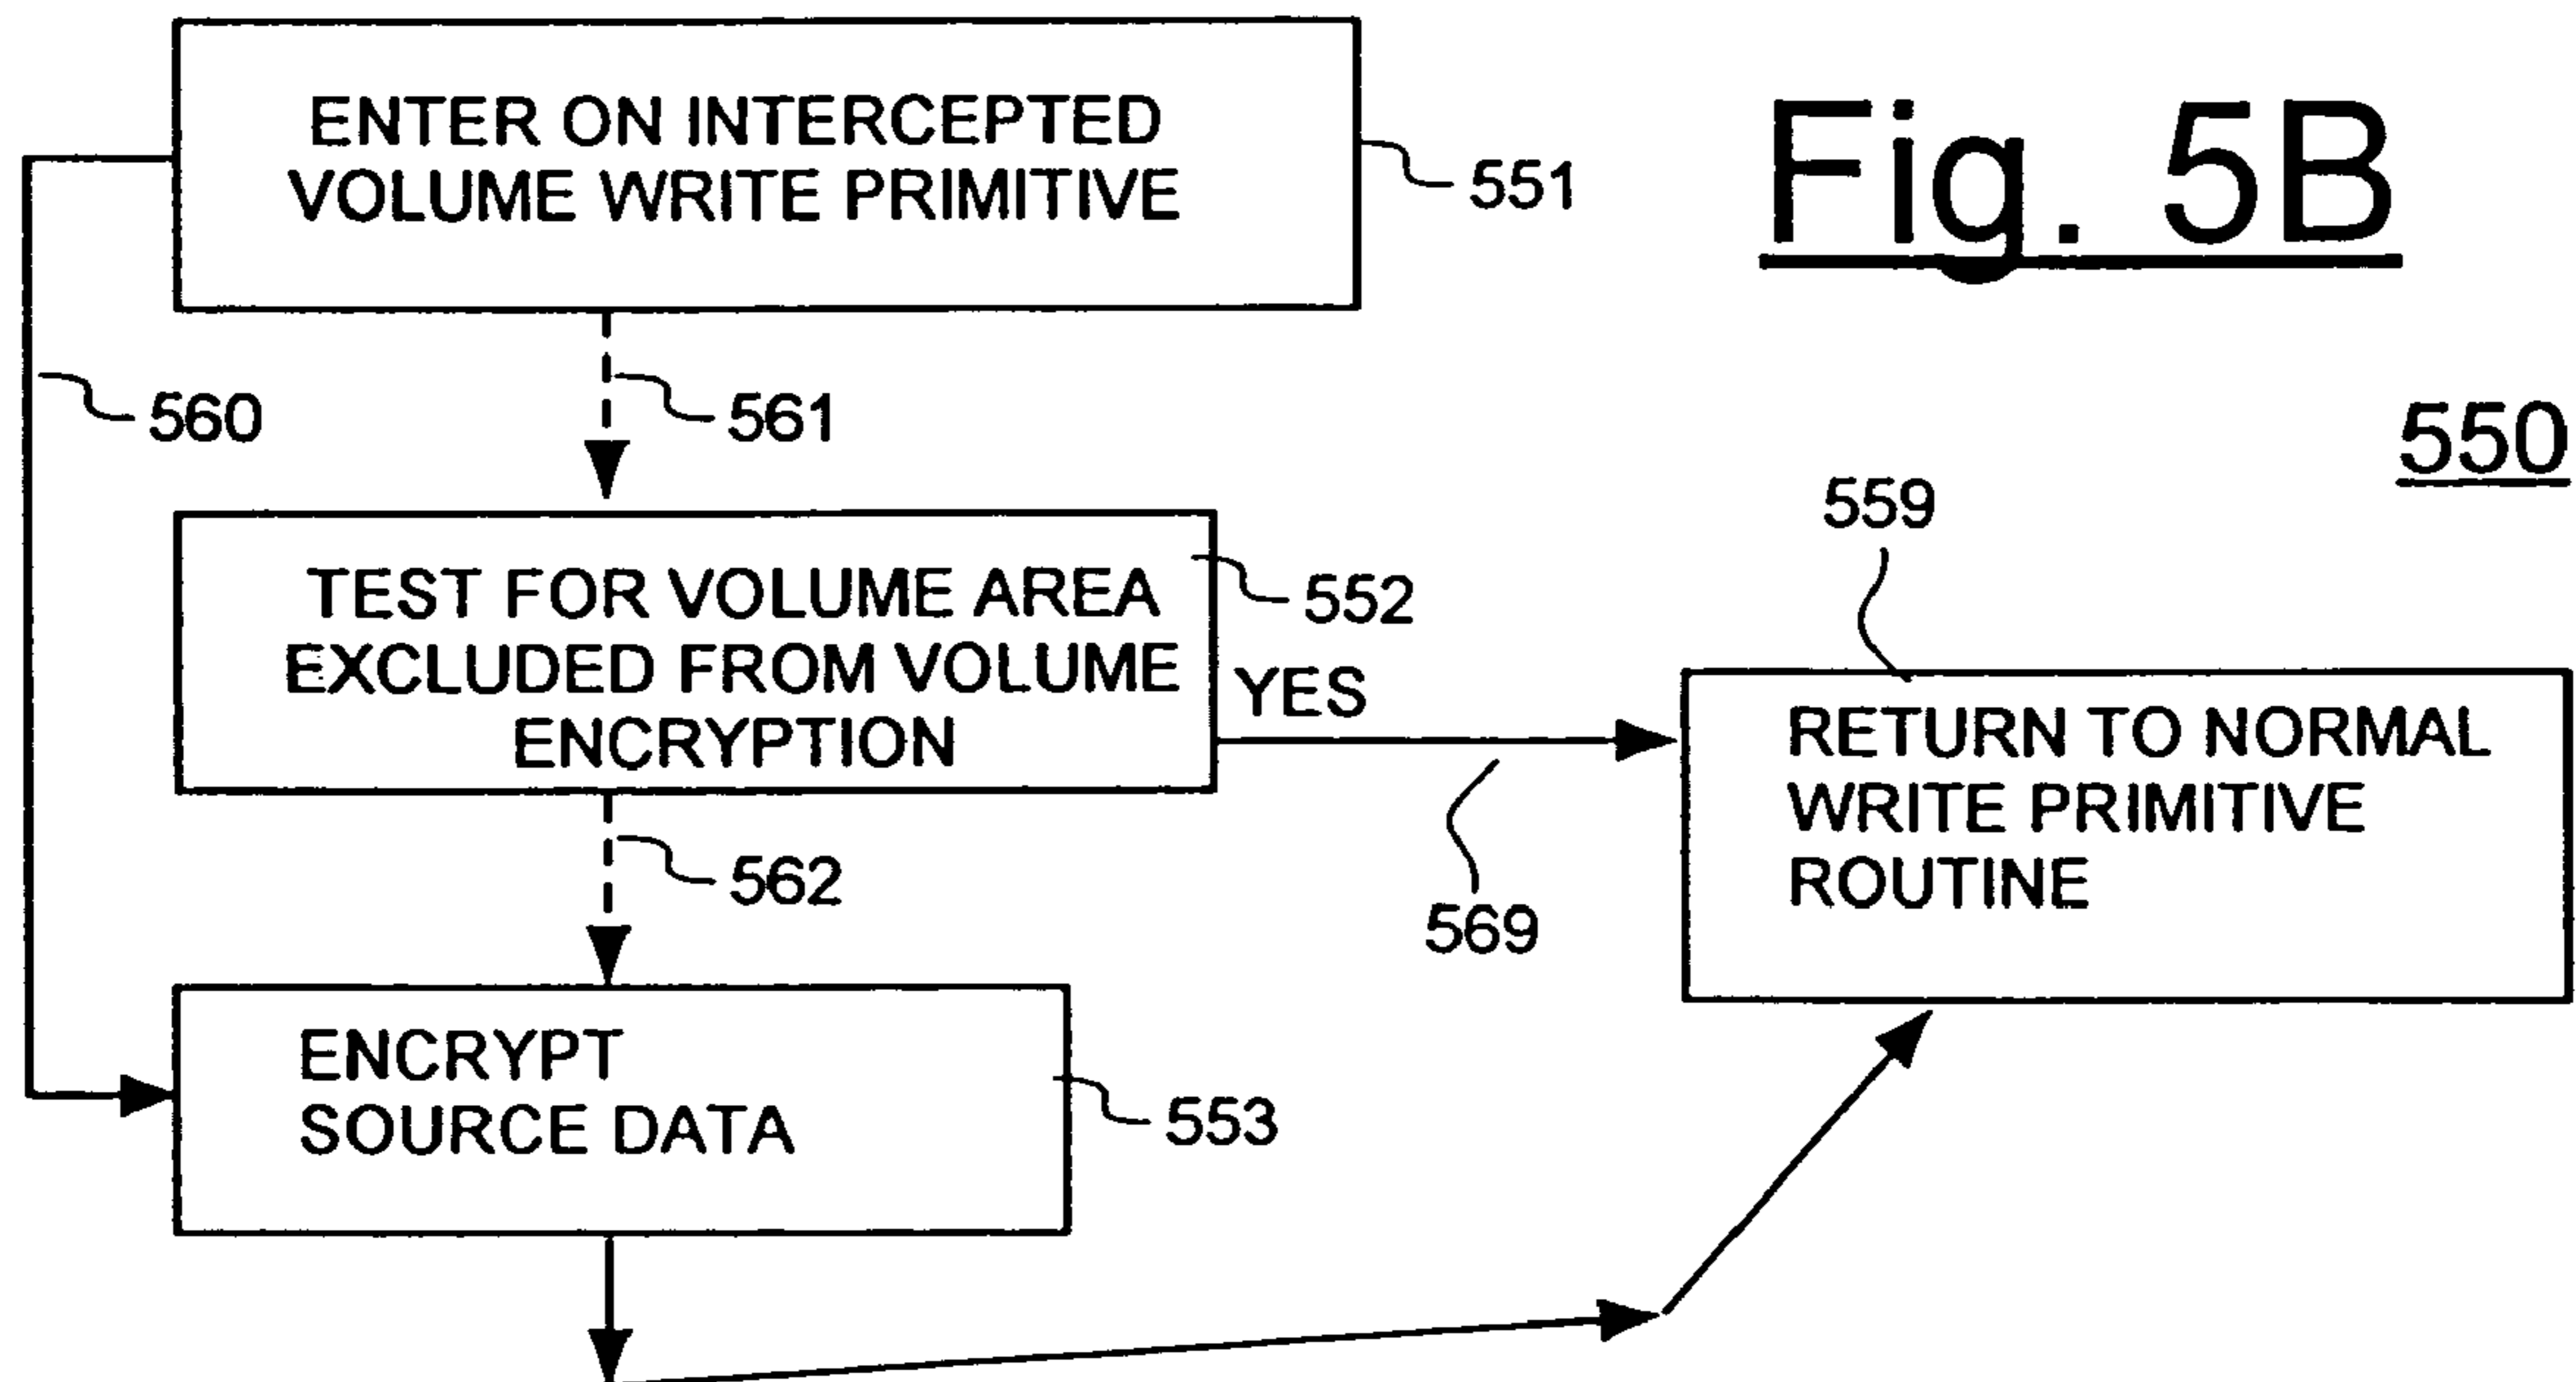 ENTER ON INTERCEPTED
VOLUME WRITE PRIMITIVE
551
Fig. 5B
560
561
550
559
TEST FOR VOLUME AREA
EXCLUDED FROM VOLUME
ENCRYPTION
552
YES
RETURN TO NORMAL
WRITE PRIMITIVE
ROUTINE
562
569
ENCRYPT
SOURCE DATA
553